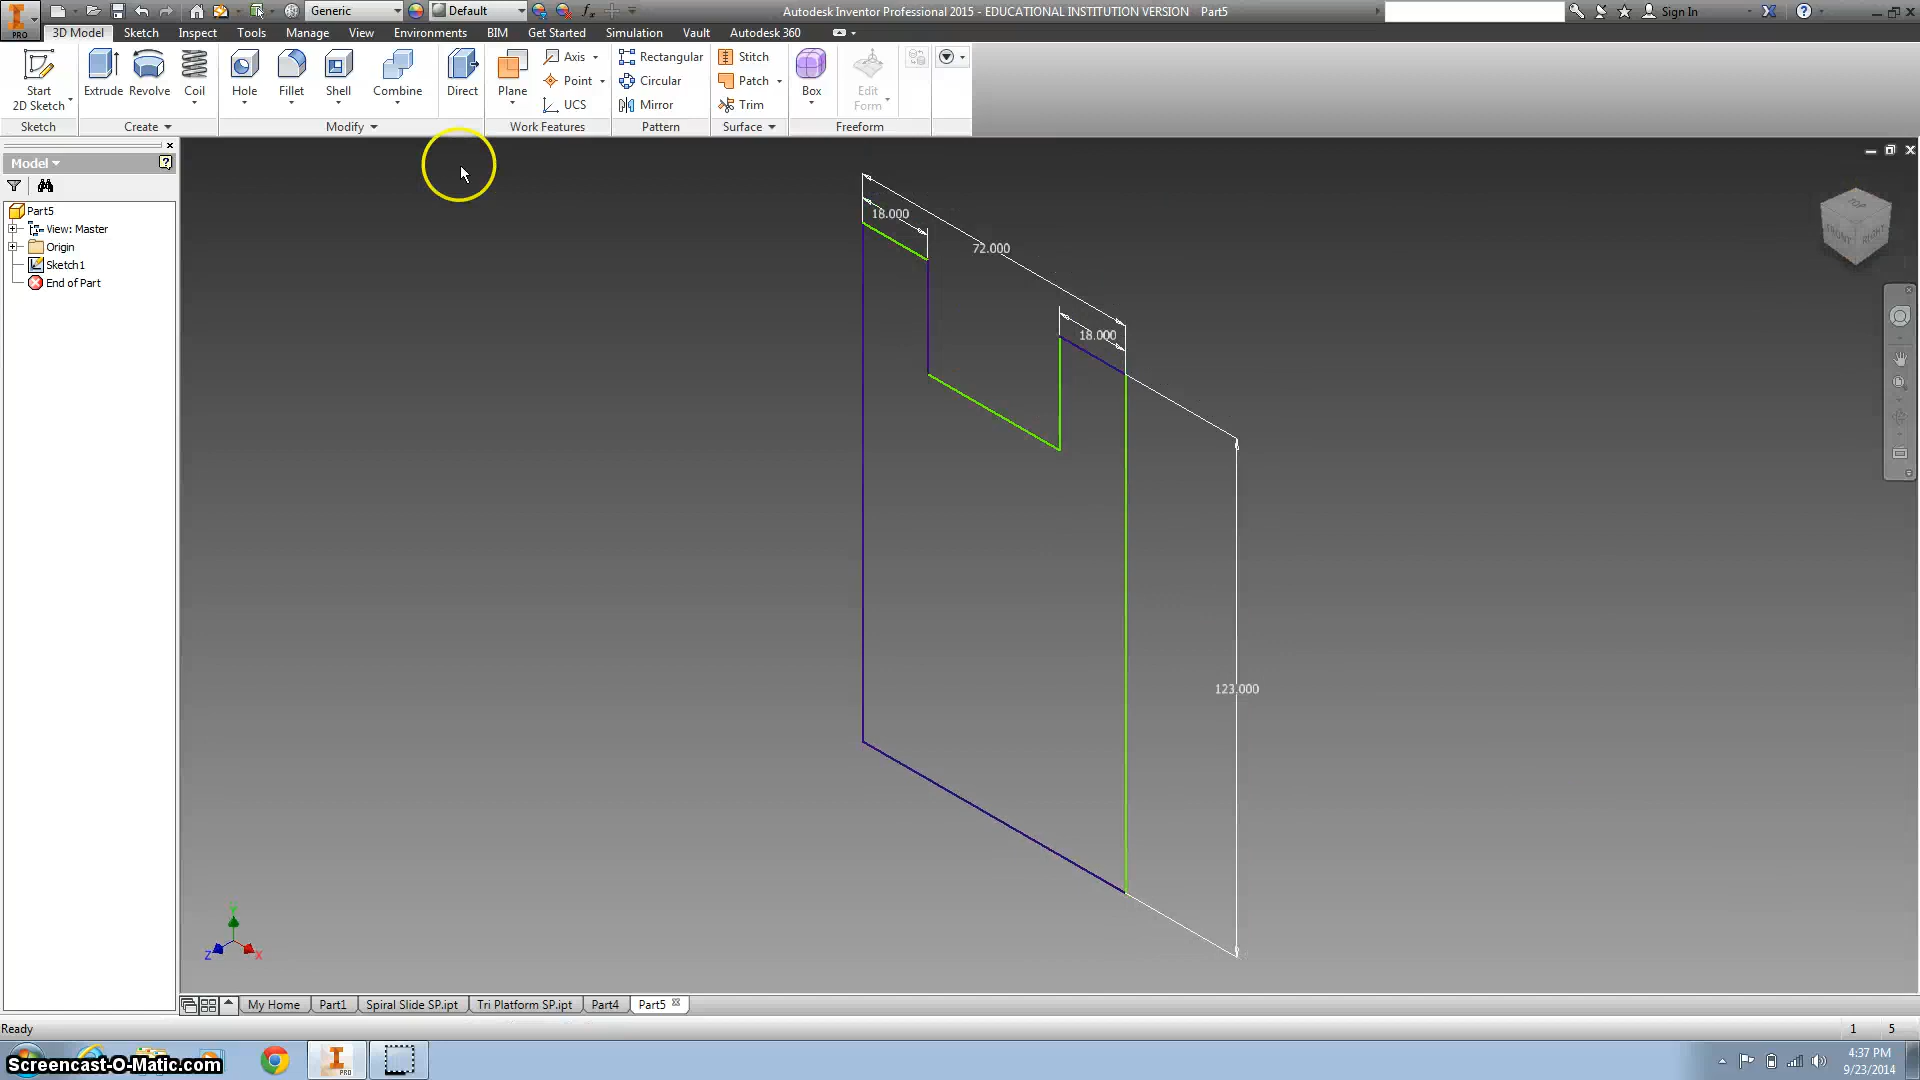 Generic
Default
Autodesk Inventor Professional 2015 - EDUCATIONAL INSTITUTION VERSION Part5
Sign In
PRO
3D Model
Sketch
Inspect
Tools
Manage
View
Environments
BIM
Get Started
Simulation
Vault
Autodesk 360
Start
2D Sketch
Extrude
Revolve
Coil
Hole
Fillet
Shell
Combine
Direct
Plane
Axis
Point
UCS
Rectangular
Circular
Mirror
Stitch
Patch
Trim
Box
Edit
Form
Sketch
Create
Modify
Work Features
Pattern
Surface
Freeform
Model
Part5
View: Master
Origin
Sketch1
End of Part
18.000
72.000
18.000
123.000
TOP
FRONT
RIGHT
Y
Z
X
My Home
Part1
Spiral Slide SP.ipt
Tri Platform SP.ipt
Part4
Part5
Ready
1
5
Screencast-O-Matic.com
PRO
4:37 PM
9/23/2014